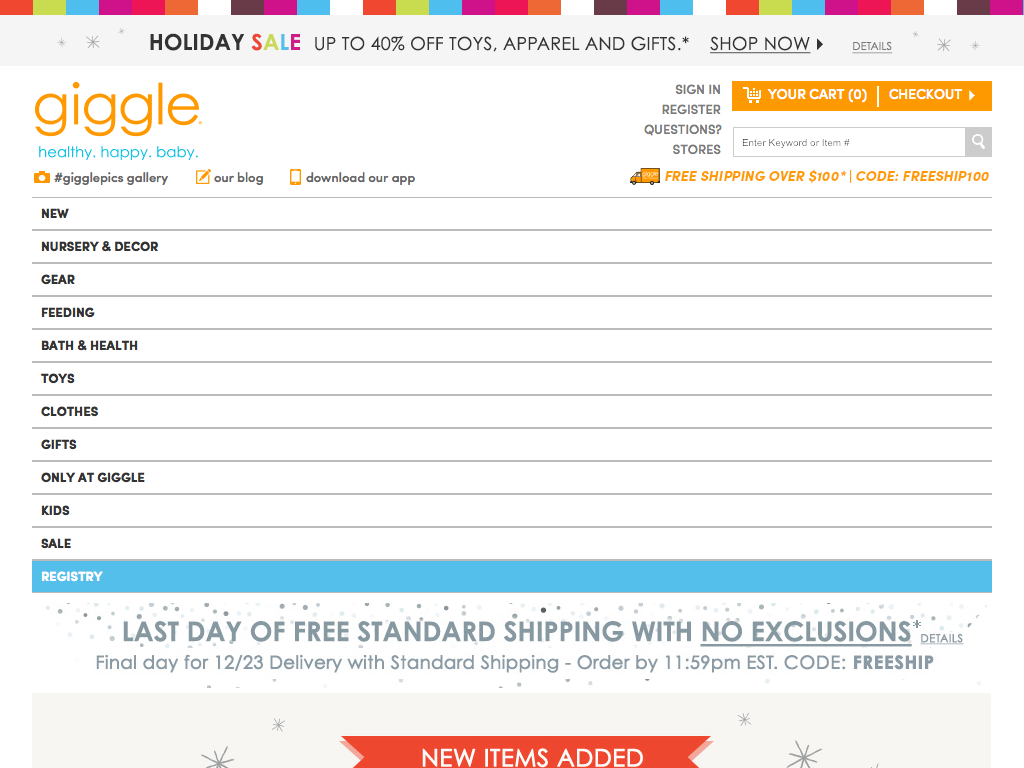 HOLIDAY SALE UP TO 40% OFF TOYS, APPAREL AND GIFTS.* SHOP NOW DETAILS
giggle
healthy. happy. baby.
SIGN IN
REGISTER
QUESTIONS?
STORES
YOUR CART (0) CHECKOUT
Enter Keyword or Item #
#gigglepics gallery our blog download our app
giggle FREE SHIPPING OVER $100* | CODE: FREESHIP100
NEW
NURSERY & DECOR
GEAR
FEEDING
BATH & HEALTH
TOYS
CLOTHES
GIFTS
ONLY AT GIGGLE
KIDS
SALE
REGISTRY
LAST DAY OF FREE STANDARD SHIPPING WITH NO EXCLUSIONS* DETAILS
Final day for 12/23 Delivery with Standard Shipping - Order by 11:59pm EST. CODE: FREESHIP
NEW ITEMS ADDED